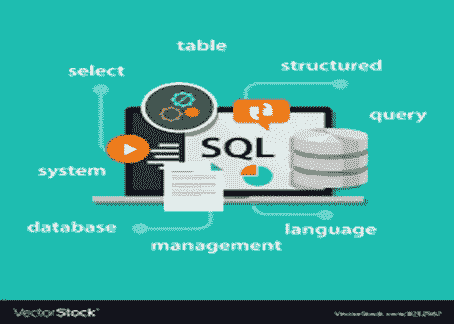 table
select
structured
query
SQL
system
database
language
management
VectorStock®